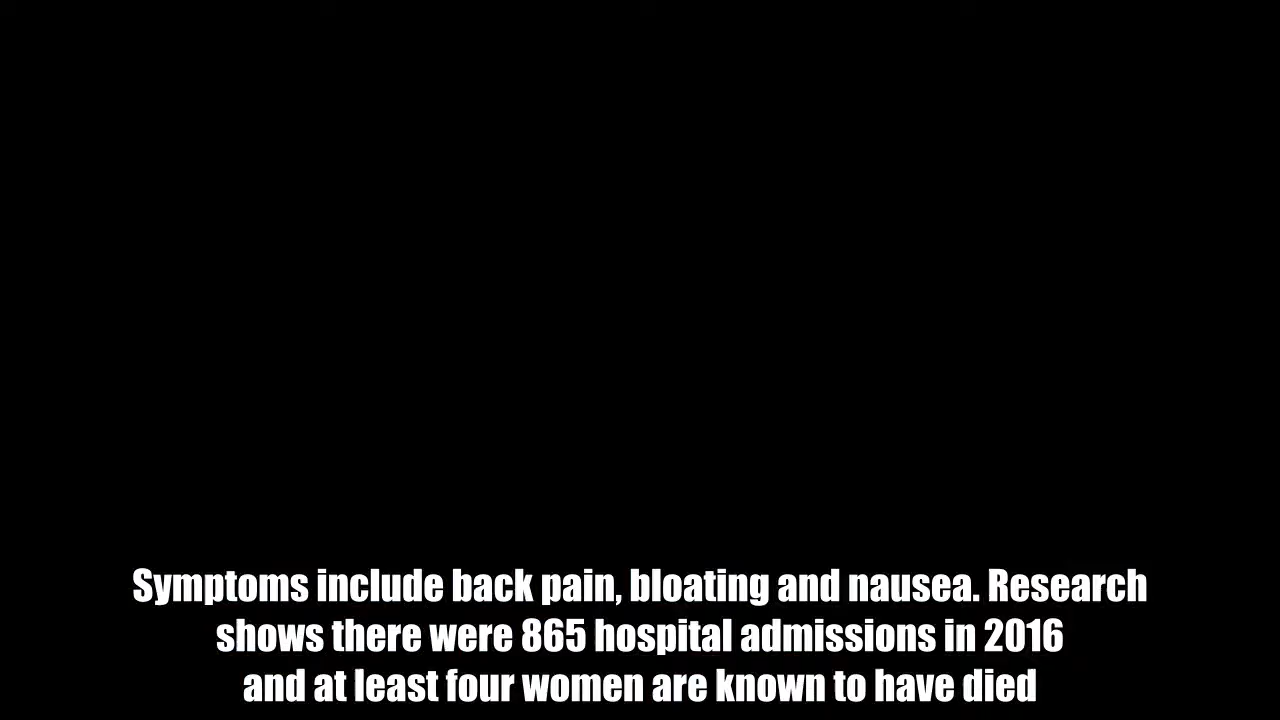 Symptoms include back pain, bloating and nausea. Research
shows there were 865 hospital admissions in 2016
and at least four women are known to have died